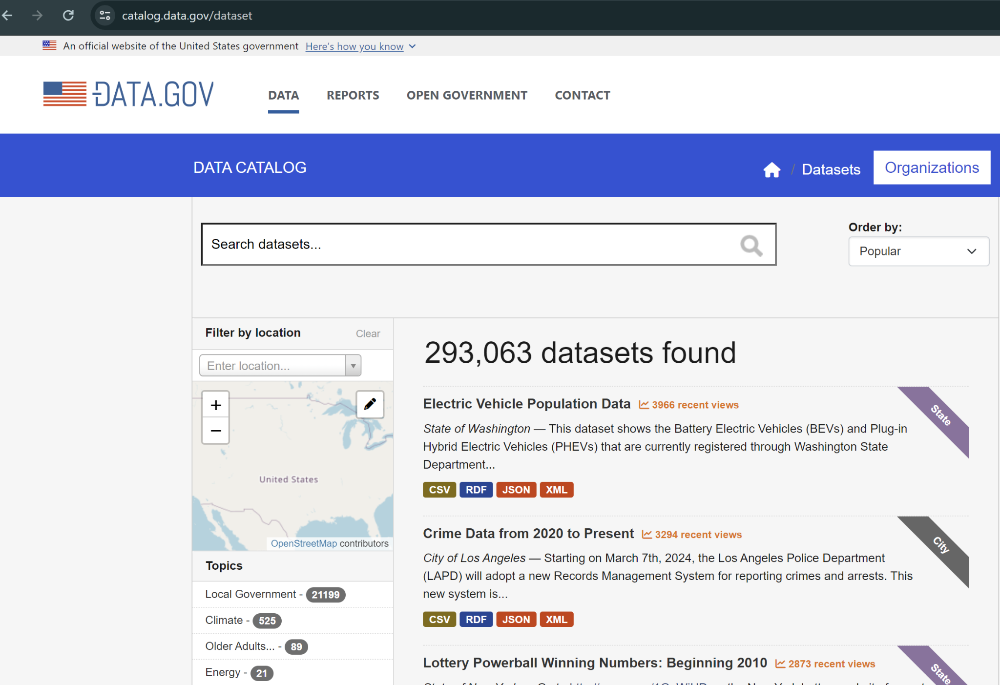 catalog.data.gov/dataset
An official website of the United States government Here's how you know
DATA.GOV
DATA REPORTS OPEN GOVERNMENT CONTACT
DATA CATALOG
/ Datasets Organizations
Search datasets...
Order by:
Popular
Filter by location Clear
Enter location...
+
−
United States
OpenStreetMap contributors
Topics
Local Government - 21199
Climate - 525
Older Adults... - 89
Energy - 21
293,063 datasets found
Electric Vehicle Population Data 3966 recent views
State
State of Washington — This dataset shows the Battery Electric Vehicles (BEVs) and Plug-in
Hybrid Electric Vehicles (PHEVs) that are currently registered through Washington State
Department...
CSV RDF JSON XML
Crime Data from 2020 to Present 3294 recent views
City
City of Los Angeles — Starting on March 7th, 2024, the Los Angeles Police Department
(LAPD) will adopt a new Records Management System for reporting crimes and arrests. This
new system is...
CSV RDF JSON XML
Lottery Powerball Winning Numbers: Beginning 2010 2873 recent views
State